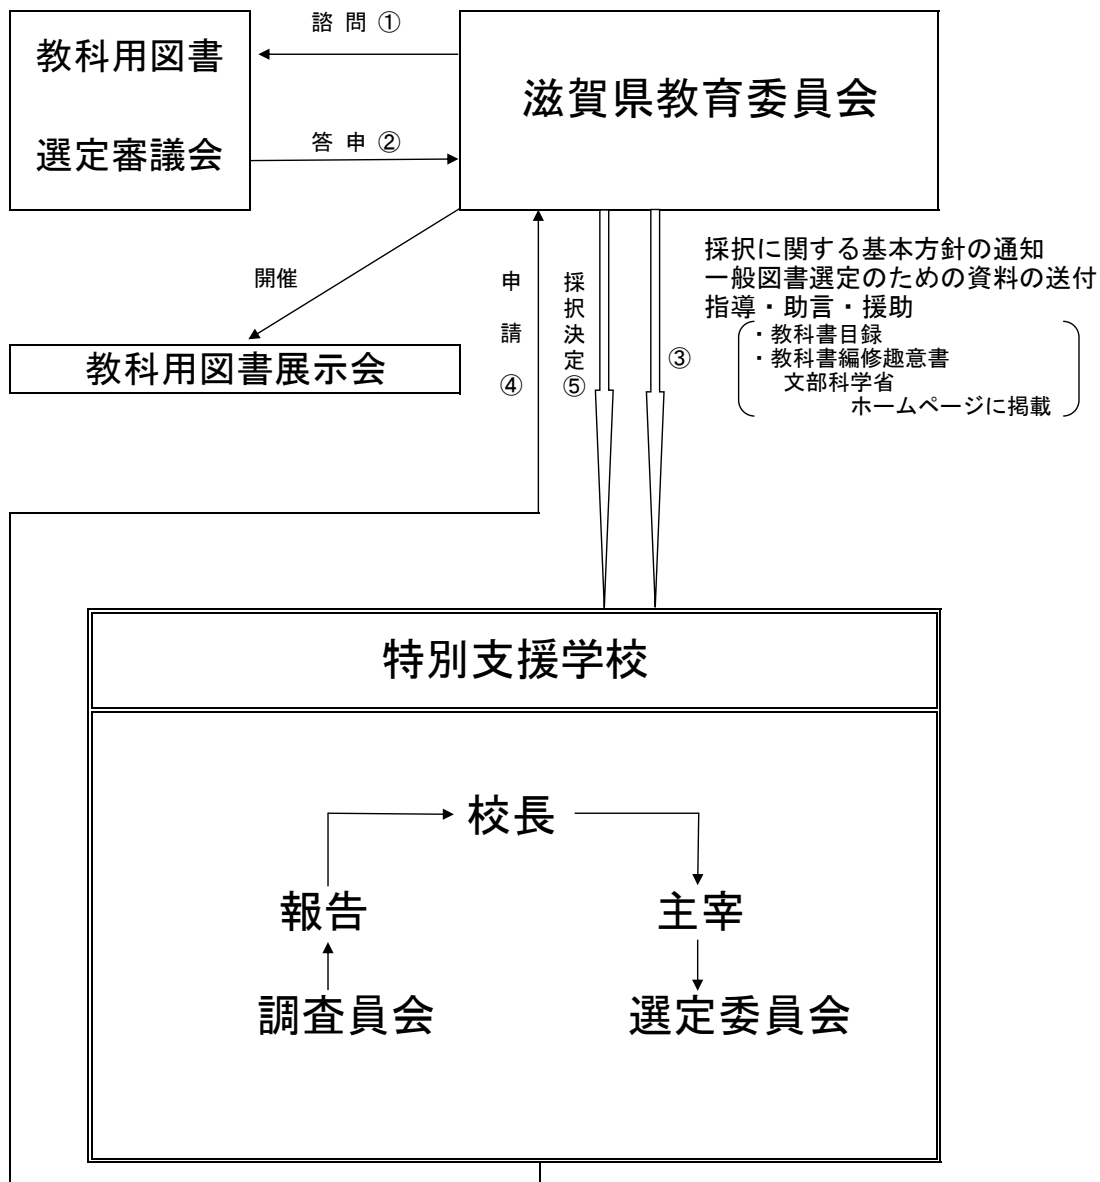 諮問①
教科用図書
選定審議会
滋賀県教育委員会
答申②
開催
申請④
採択決定⑤
③
採択に関する基本方針の通知
一般図書選定のための資料の送付
指導・助言・援助
・教科書目録
・教科書編修趣意書
文部科学省
ホームページに掲載
教科用図書展示会
特別支援学校
校長
報告
主宰
調査員会
選定委員会